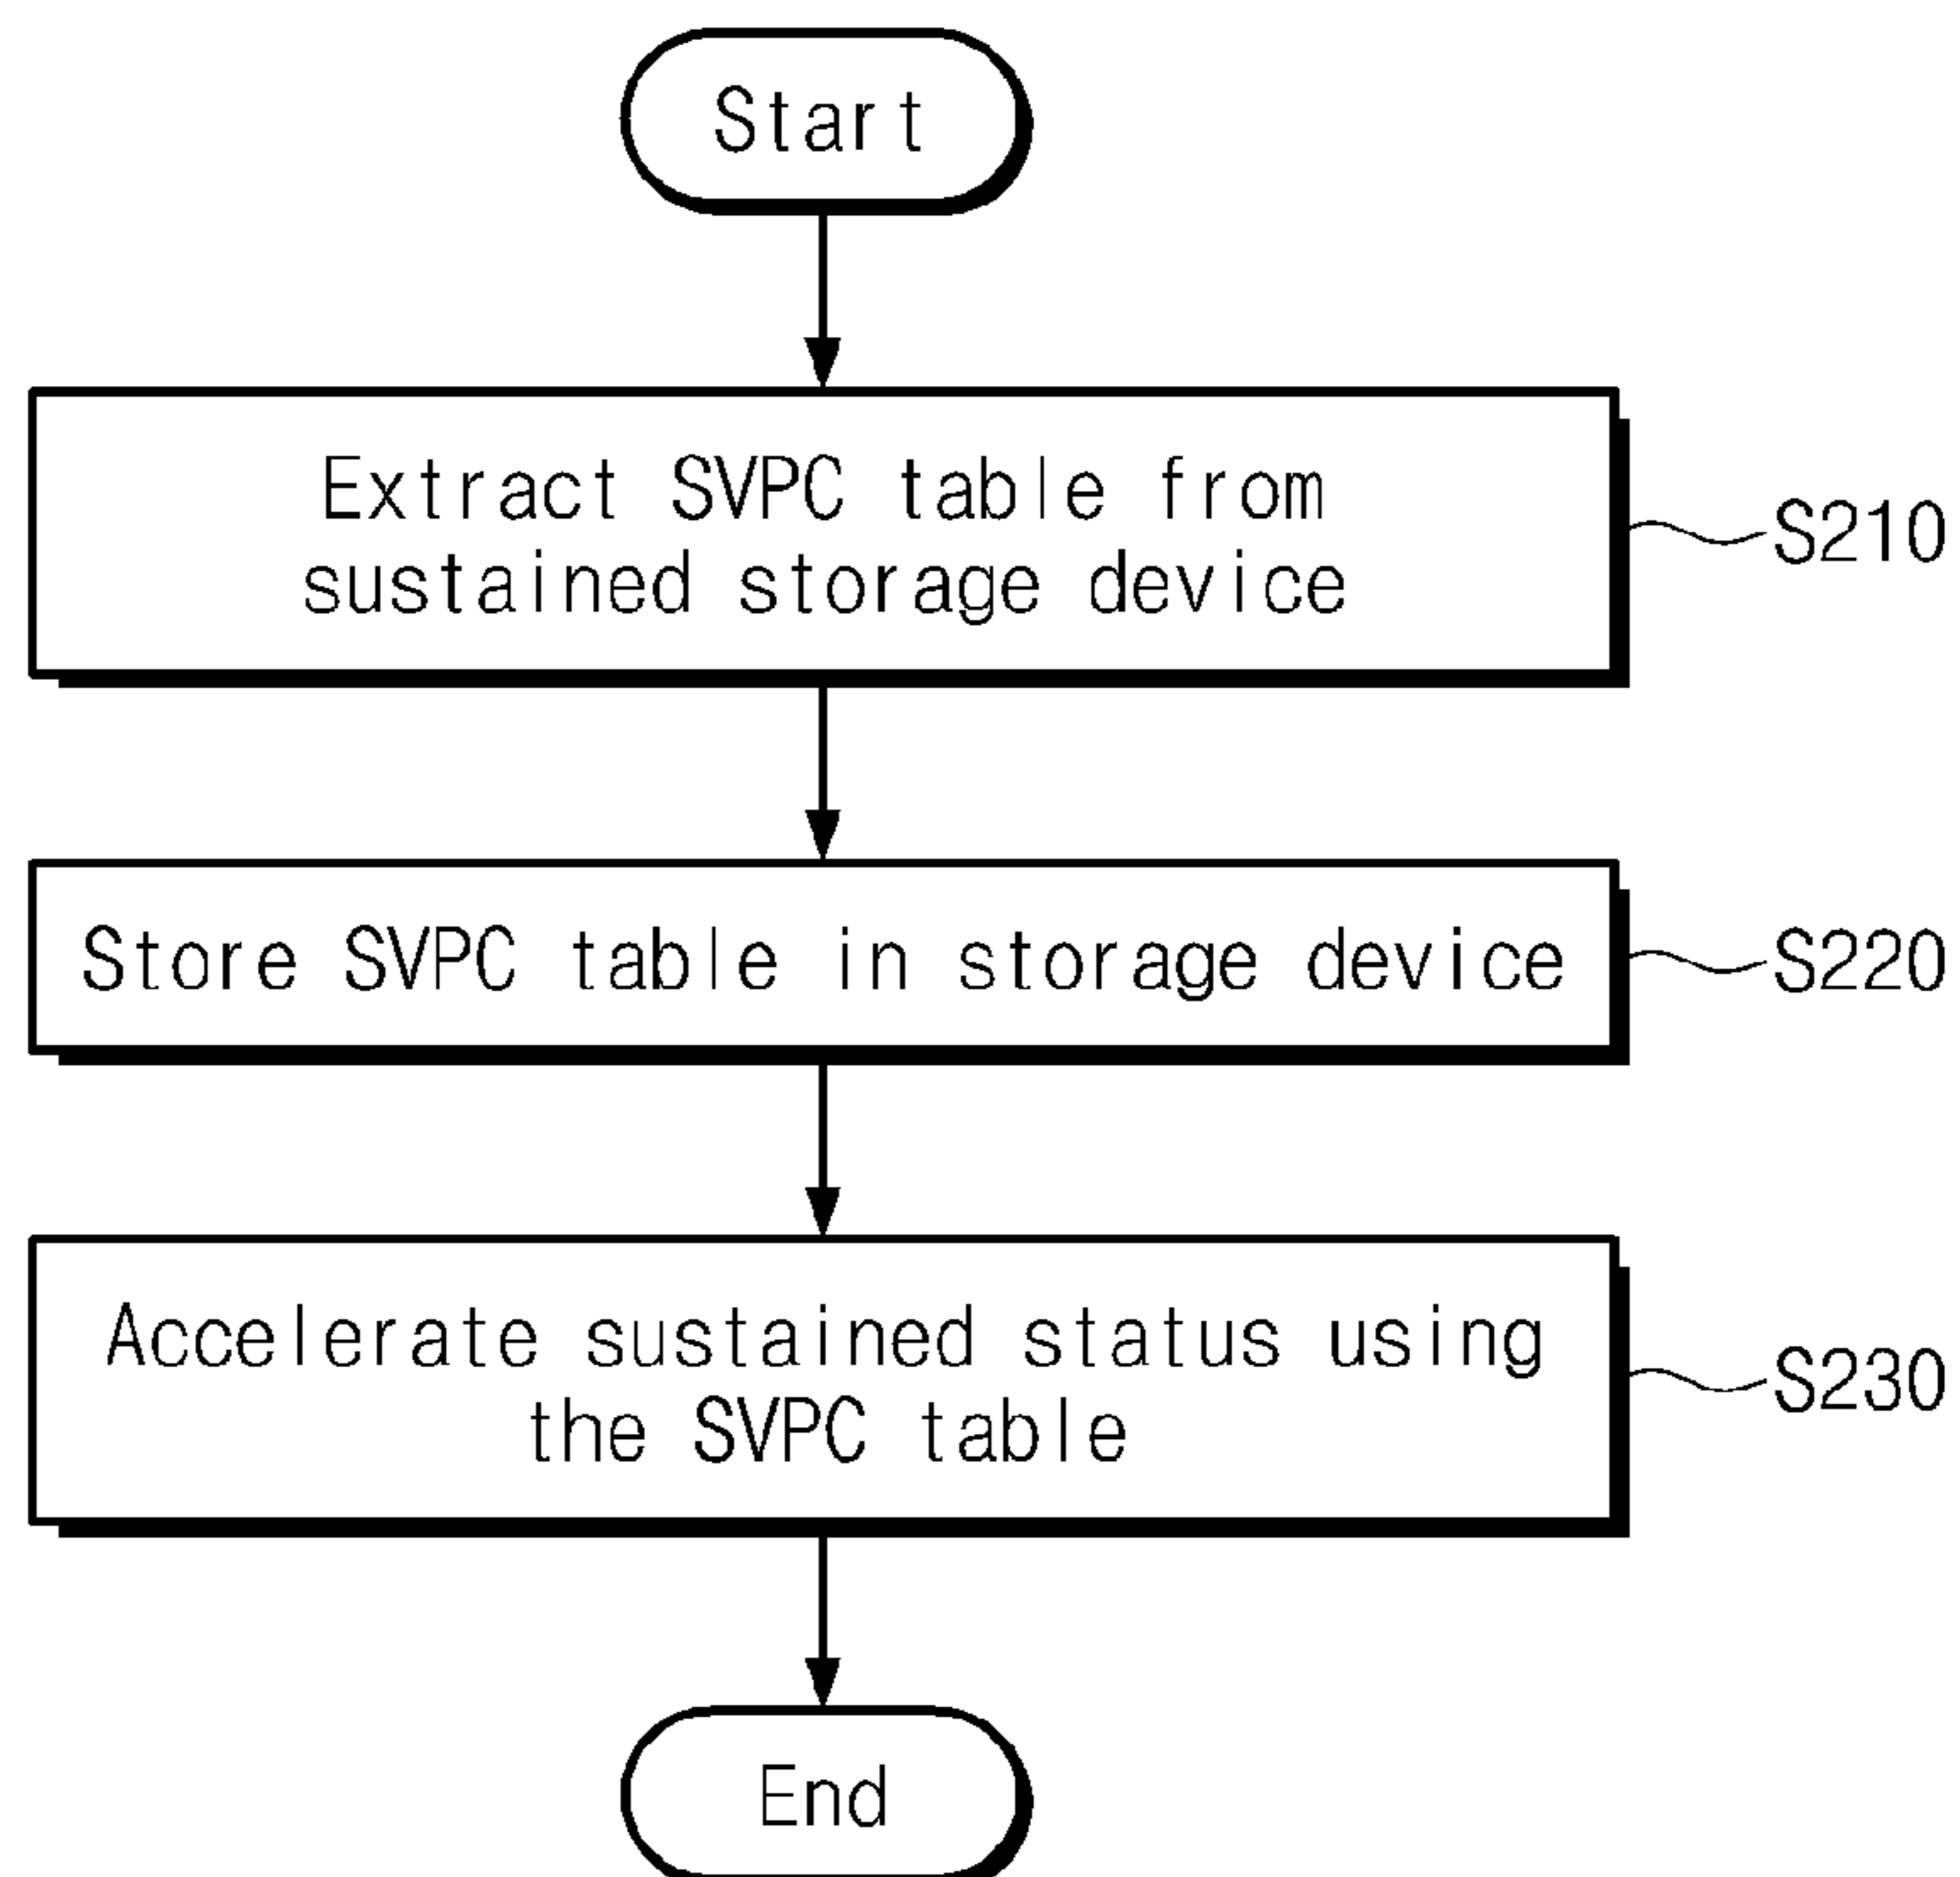 Start
Extract SVPC table from
sustained storage device
S210
Store SVPC table in storage device
S220
Accelerate sustained status using
the SVPC table
S230
End